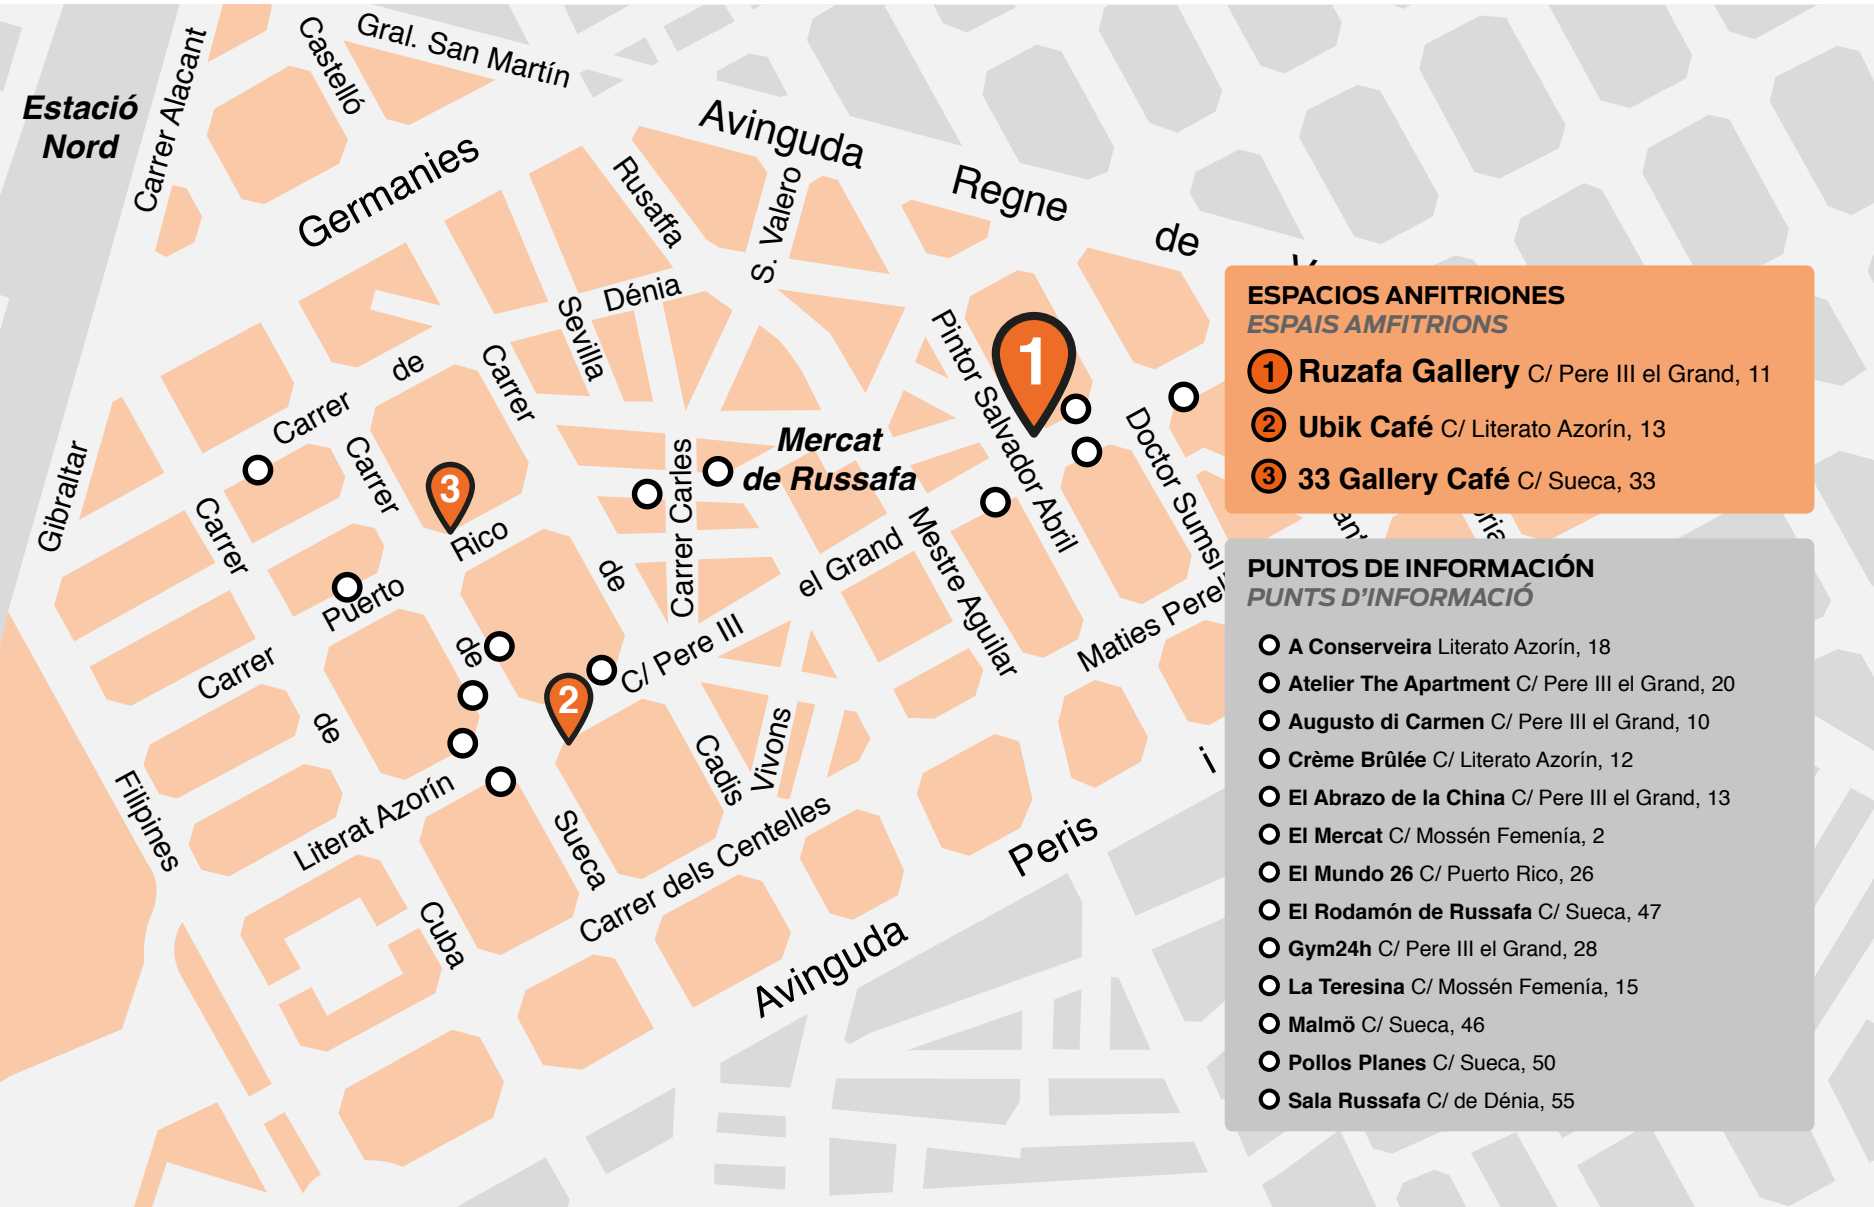 Gral. San Martín
Castelló
Carrer Alacant
Estació
Nord
Germanies
Avinguda
Regne
de
Rusaffa
S. Valero
Dénia
Sevilla
Carrer
de
Carrer
Carrer
Gibraltar
Carrer
Pintor Salvador Abril
Doctor Sumsi
Mercat
de Russafa
Carrer Carles
1
3
2
Rico
Puerto
Carrer
de
de
de
el Grand
C/ Pere III
Mestre Aguilar
Maties Pere
Filipines
Literat Azorín
Cadis
Vivons
Sueca
Cuba
Carrer dels Centelles
Avinguda
Peris
i
ESPACIOS ANFITRIONES
ESPAIS AMFITRIONS
1 Ruzafa Gallery C/ Pere III el Grand, 11
2 Ubik Café C/ Literato Azorín, 13
3 33 Gallery Café C/ Sueca, 33
PUNTOS DE INFORMACIÓN
PUNTS D'INFORMACIÓ
A Conserveira Literato Azorín, 18
Atelier The Apartment C/ Pere III el Grand, 20
Augusto di Carmen C/ Pere III el Grand, 10
Crème Brûlée C/ Literato Azorín, 12
El Abrazo de la China C/ Pere III el Grand, 13
El Mercat C/ Mossén Femenía, 2
El Mundo 26 C/ Puerto Rico, 26
El Rodamón de Russafa C/ Sueca, 47
Gym24h C/ Pere III el Grand, 28
La Teresina C/ Mossén Femenía, 15
Malmö C/ Sueca, 46
Pollos Planes C/ Sueca, 50
Sala Russafa C/ de Dénia, 55